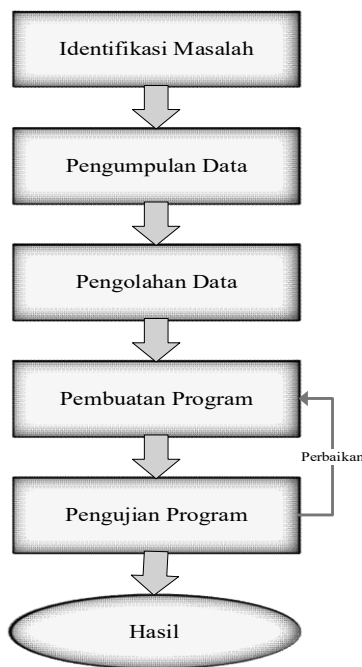 Identifikasi Masalah
Pengumpulan Data
Pengolahan Data
Pembuatan Program
Perbaikan
Pengujian Program
Hasil